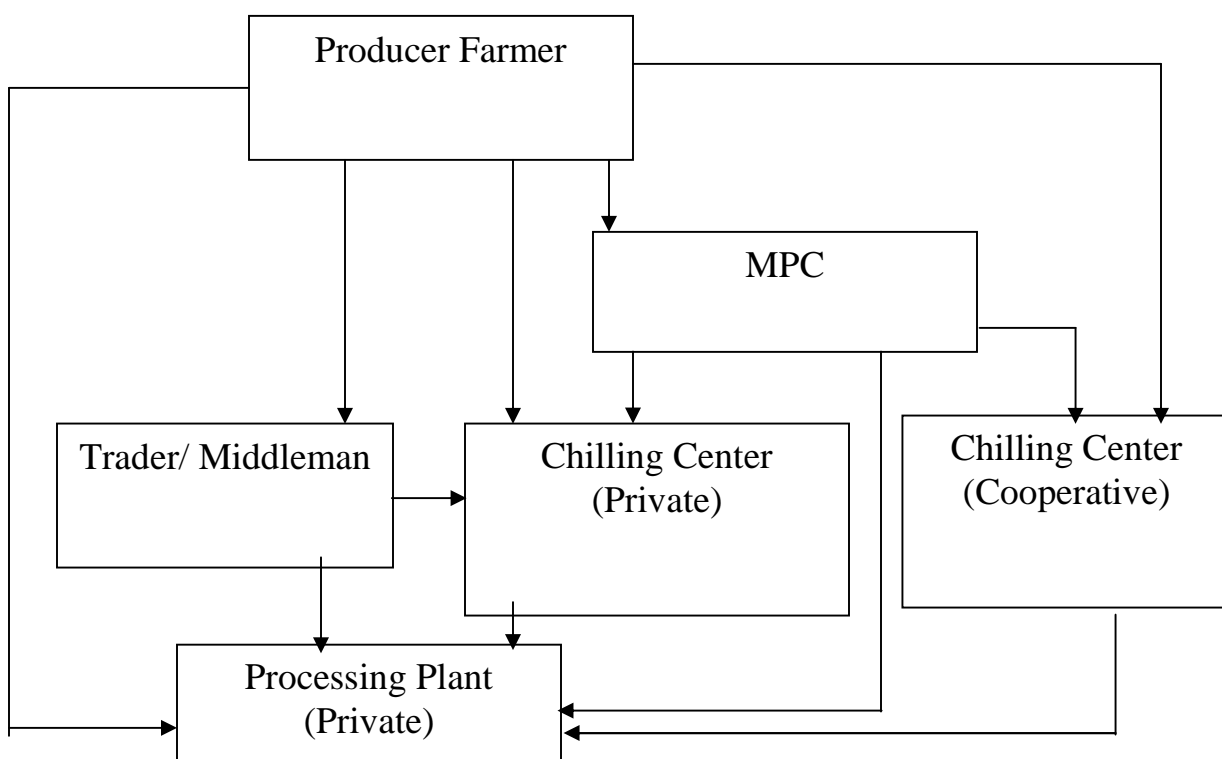 Producer Farmer
MPC
Trader/ Middleman
Chilling Center
(Private)
Chilling Center
(Cooperative)
Processing Plant
(Private)